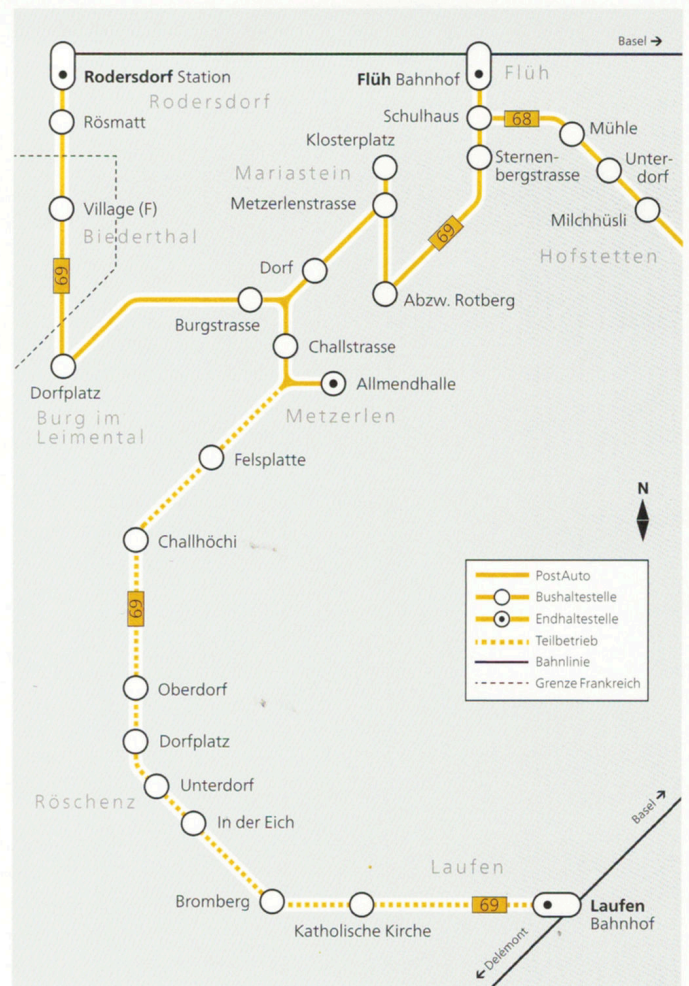 Basel →
Rodersdorf Station
Flüh Bahnhof
Flüh
Rodersdorf
Rösmatt
Schulhaus
68
Mühle
Klosterplatz
Sternen-
bergstrasse
Unter-
dorf
Mariastein
Village (F)
Metzerlenstrasse
Milchhüsli
Biederthal
69
Hofstetten
Dorf
69
Burgstrasse
Abzw. Rotberg
Challstrasse
Dorfplatz
Allmendhalle
Burg im
Leimental
Metzerlen
Felsplatte
N
Challhöchi
PostAuto
Bushaltestelle
Endhaltestelle
Teilbetrieb
Bahnlinie
Grenze Frankreich
69
Oberdorf
Dorfplatz
Unterdorf
Röschenz
In der Eich
Basel →
Laufen
Bromberg
69
Laufen
Bahnhof
Katholische Kirche
← Delémont